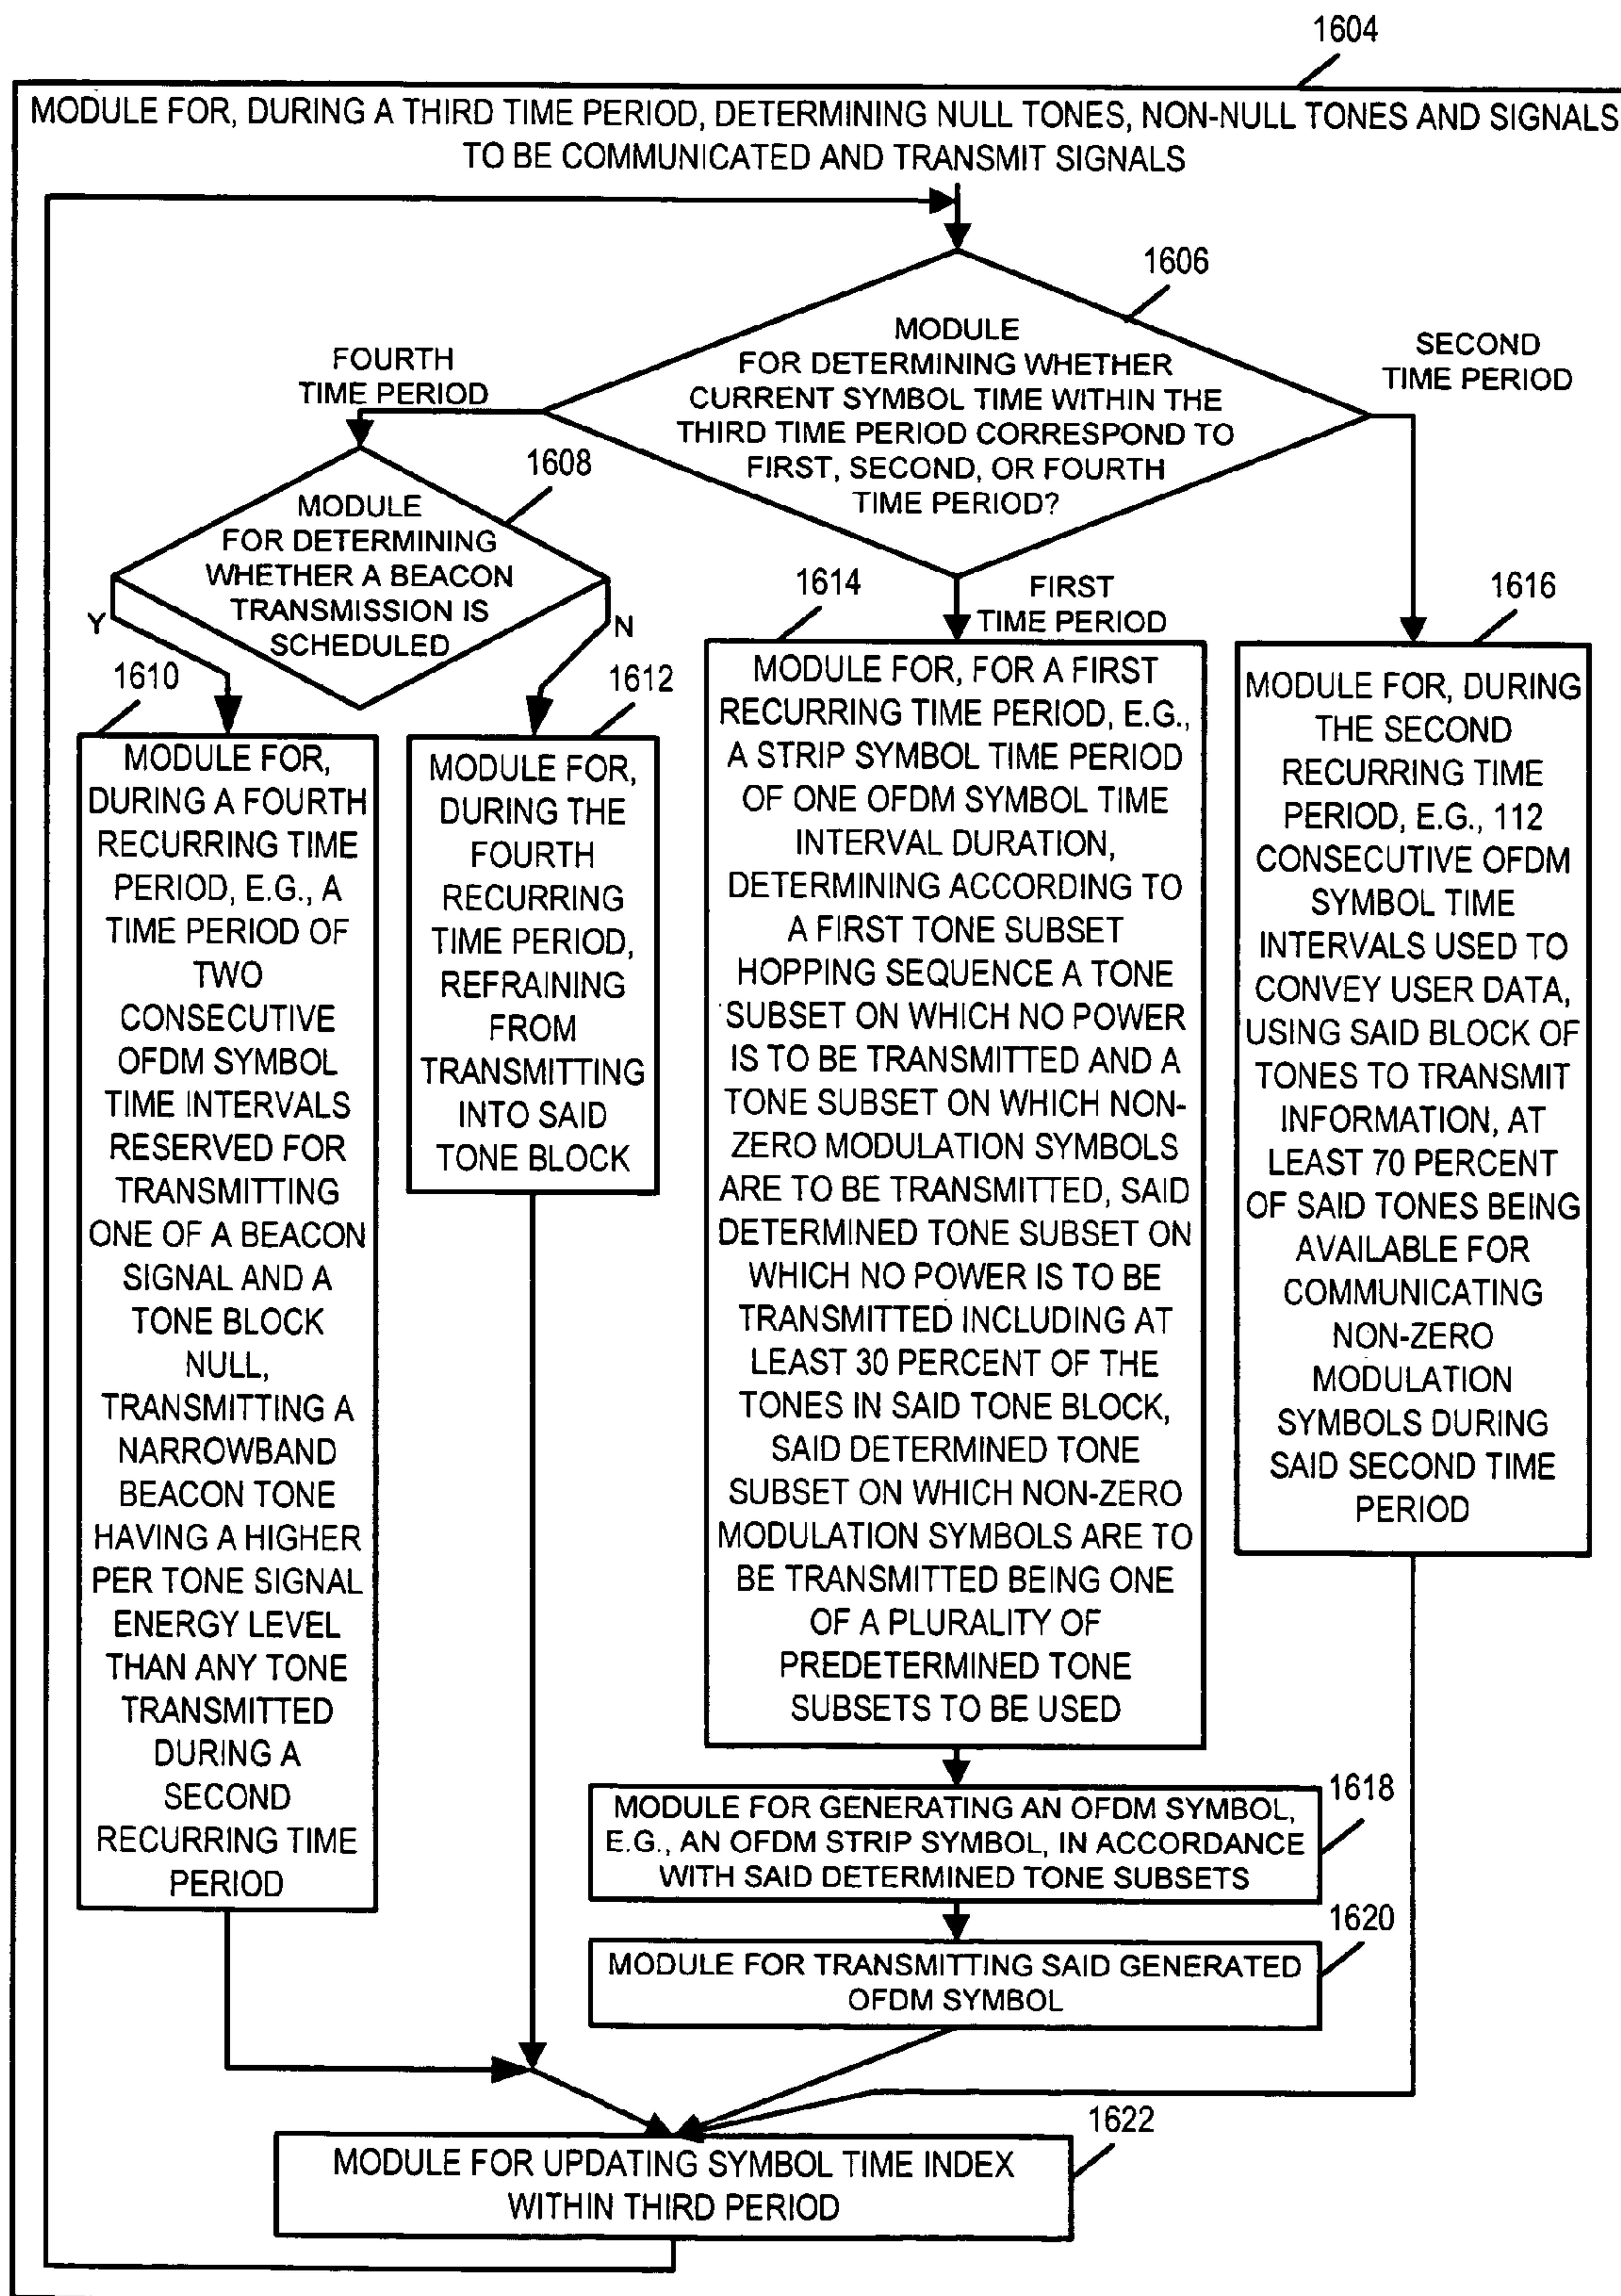 1604
MODULE FOR, DURING A THIRD TIME PERIOD, DETERMINING NULL TONES, NON-NULL TONES AND SIGNALS
TO BE COMMUNICATED AND TRANSMIT SIGNALS
1606
MODULE
FOR DETERMINING WHETHER
CURRENT SYMBOL TIME WITHIN THE
THIRD TIME PERIOD CORRESPOND TO
FIRST, SECOND, OR FOURTH
TIME PERIOD?
FOURTH
TIME PERIOD
SECOND
TIME PERIOD
FIRST
TIME PERIOD
1608
MODULE
FOR DETERMINING
WHETHER A BEACON
TRANSMISSION IS
SCHEDULED
Y
N
1610
MODULE FOR,
DURING A FOURTH
RECURRING TIME
PERIOD, E.G., A
TIME PERIOD OF
TWO
CONSECUTIVE
OFDM SYMBOL
TIME INTERVALS
RESERVED FOR
TRANSMITTING
ONE OF A BEACON
SIGNAL AND A
TONE BLOCK
NULL,
TRANSMITTING A
NARROWBAND
BEACON TONE
HAVING A HIGHER
PER TONE SIGNAL
ENERGY LEVEL
THAN ANY TONE
TRANSMITTED
DURING A
SECOND
RECURRING TIME
PERIOD
1612
MODULE FOR,
DURING THE
FOURTH
RECURRING
TIME PERIOD,
REFRAINING
FROM
TRANSMITTING
INTO SAID
TONE BLOCK
1614
MODULE FOR, FOR A FIRST
RECURRING TIME PERIOD, E.G.,
A STRIP SYMBOL TIME PERIOD
OF ONE OFDM SYMBOL TIME
INTERVAL DURATION,
DETERMINING ACCORDING TO
A FIRST TONE SUBSET
HOPPING SEQUENCE A TONE
SUBSET ON WHICH NO POWER
IS TO BE TRANSMITTED AND A
TONE SUBSET ON WHICH NON-
ZERO MODULATION SYMBOLS
ARE TO BE TRANSMITTED, SAID
DETERMINED TONE SUBSET ON
WHICH NO POWER IS TO BE
TRANSMITTED INCLUDING AT
LEAST 30 PERCENT OF THE
TONES IN SAID TONE BLOCK,
SAID DETERMINED TONE
SUBSET ON WHICH NON-ZERO
MODULATION SYMBOLS ARE TO
BE TRANSMITTED BEING ONE
OF A PLURALITY OF
PREDETERMINED TONE
SUBSETS TO BE USED
1616
MODULE FOR, DURING
THE SECOND
RECURRING TIME
PERIOD, E.G., 112
CONSECUTIVE OFDM
SYMBOL TIME
INTERVALS USED TO
CONVEY USER DATA,
USING SAID BLOCK OF
TONES TO TRANSMIT
INFORMATION, AT
LEAST 70 PERCENT
OF SAID TONES BEING
AVAILABLE FOR
COMMUNICATING
NON-ZERO
MODULATION
SYMBOLS DURING
SAID SECOND TIME
PERIOD
1618
MODULE FOR GENERATING AN OFDM SYMBOL,
E.G., AN OFDM STRIP SYMBOL, IN ACCORDANCE
WITH SAID DETERMINED TONE SUBSETS
1620
MODULE FOR TRANSMITTING SAID GENERATED
OFDM SYMBOL
1622
MODULE FOR UPDATING SYMBOL TIME INDEX
WITHIN THIRD PERIOD